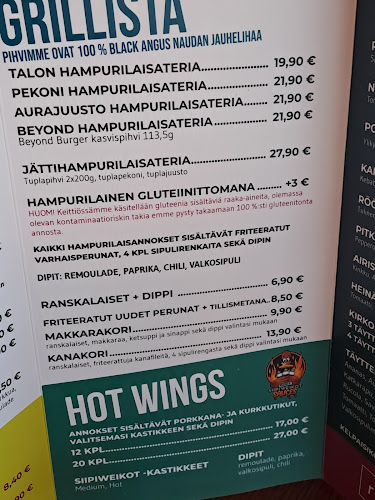 GRILLISTA
PIHVIMME OVAT 100 % BLACK ANGUS NAUDAN JAUHELIHAA
TALON HAMPURILAISATERIA........................ 19,90 €
PEKONI HAMPURILAISATERIA..................... 21,90 €
AURAJUUSTO HAMPURILAISATERIA........... 21,90 €
BEYOND HAMPURILAISATERIA................... 21,90 €
Beyond Burger kasvispihvi 113,5g
JÄTTIHAMPURILAISATERIA......................... 27,90 €
Tuplapihvi 2x200g, tuplapekoni, tuplajuusto
HAMPURILAINEN GLUTEIINITTOMANA ........ +3 €
HUOM! Keittiössämme käsitellään gluteenia sisältäviä raaka-aineita, olemassa
olevan kontaminaatioriskin takia emme pysty takaamaan 100 %:sti gluteenitonta
annosta.
KAIKKI HAMPURILAISANNOKSET SISÄLTÄVÄT FRITEERATUT
VARHAISPERUNAT, 4 KPL SIPULIRENKAITA SEKÄ DIPIN
DIPIT: REMOULADE, PAPRIKA, CHILI, VALKOSIPULI
RANSKALAISET + DIPPI ................................ 6,90 €
FRITEERATUT UUDET PERUNAT + TILLISMETANA..8,50 €
MAKKARAKORI ........................................ 9,90 €
ranskalaiset, makkaraa, ketsuppi ja sinappi sekä dippi valintasi mukaan
KANAKORI ............................................. 13,90 €
ranskalaiset, friteerattuja kanafileitä, 4 sipulirengasta sekä dippi valintasi mukaan
HOT WINGS
ANNOKSET SISÄLTÄVÄT PORKKANA- JA KURKKUTIKUT,
VALITSEMASI KASTIKKEEN SEKÄ DIPIN
12 KPL................................................ 17,00 €
20 KPL............................................... 27,00 €
SIIPIWEIKOT -KASTIKKEET
Medium, Hot
DIPIT
remoulade, paprika,
valkosipuli, chili
8,40 €